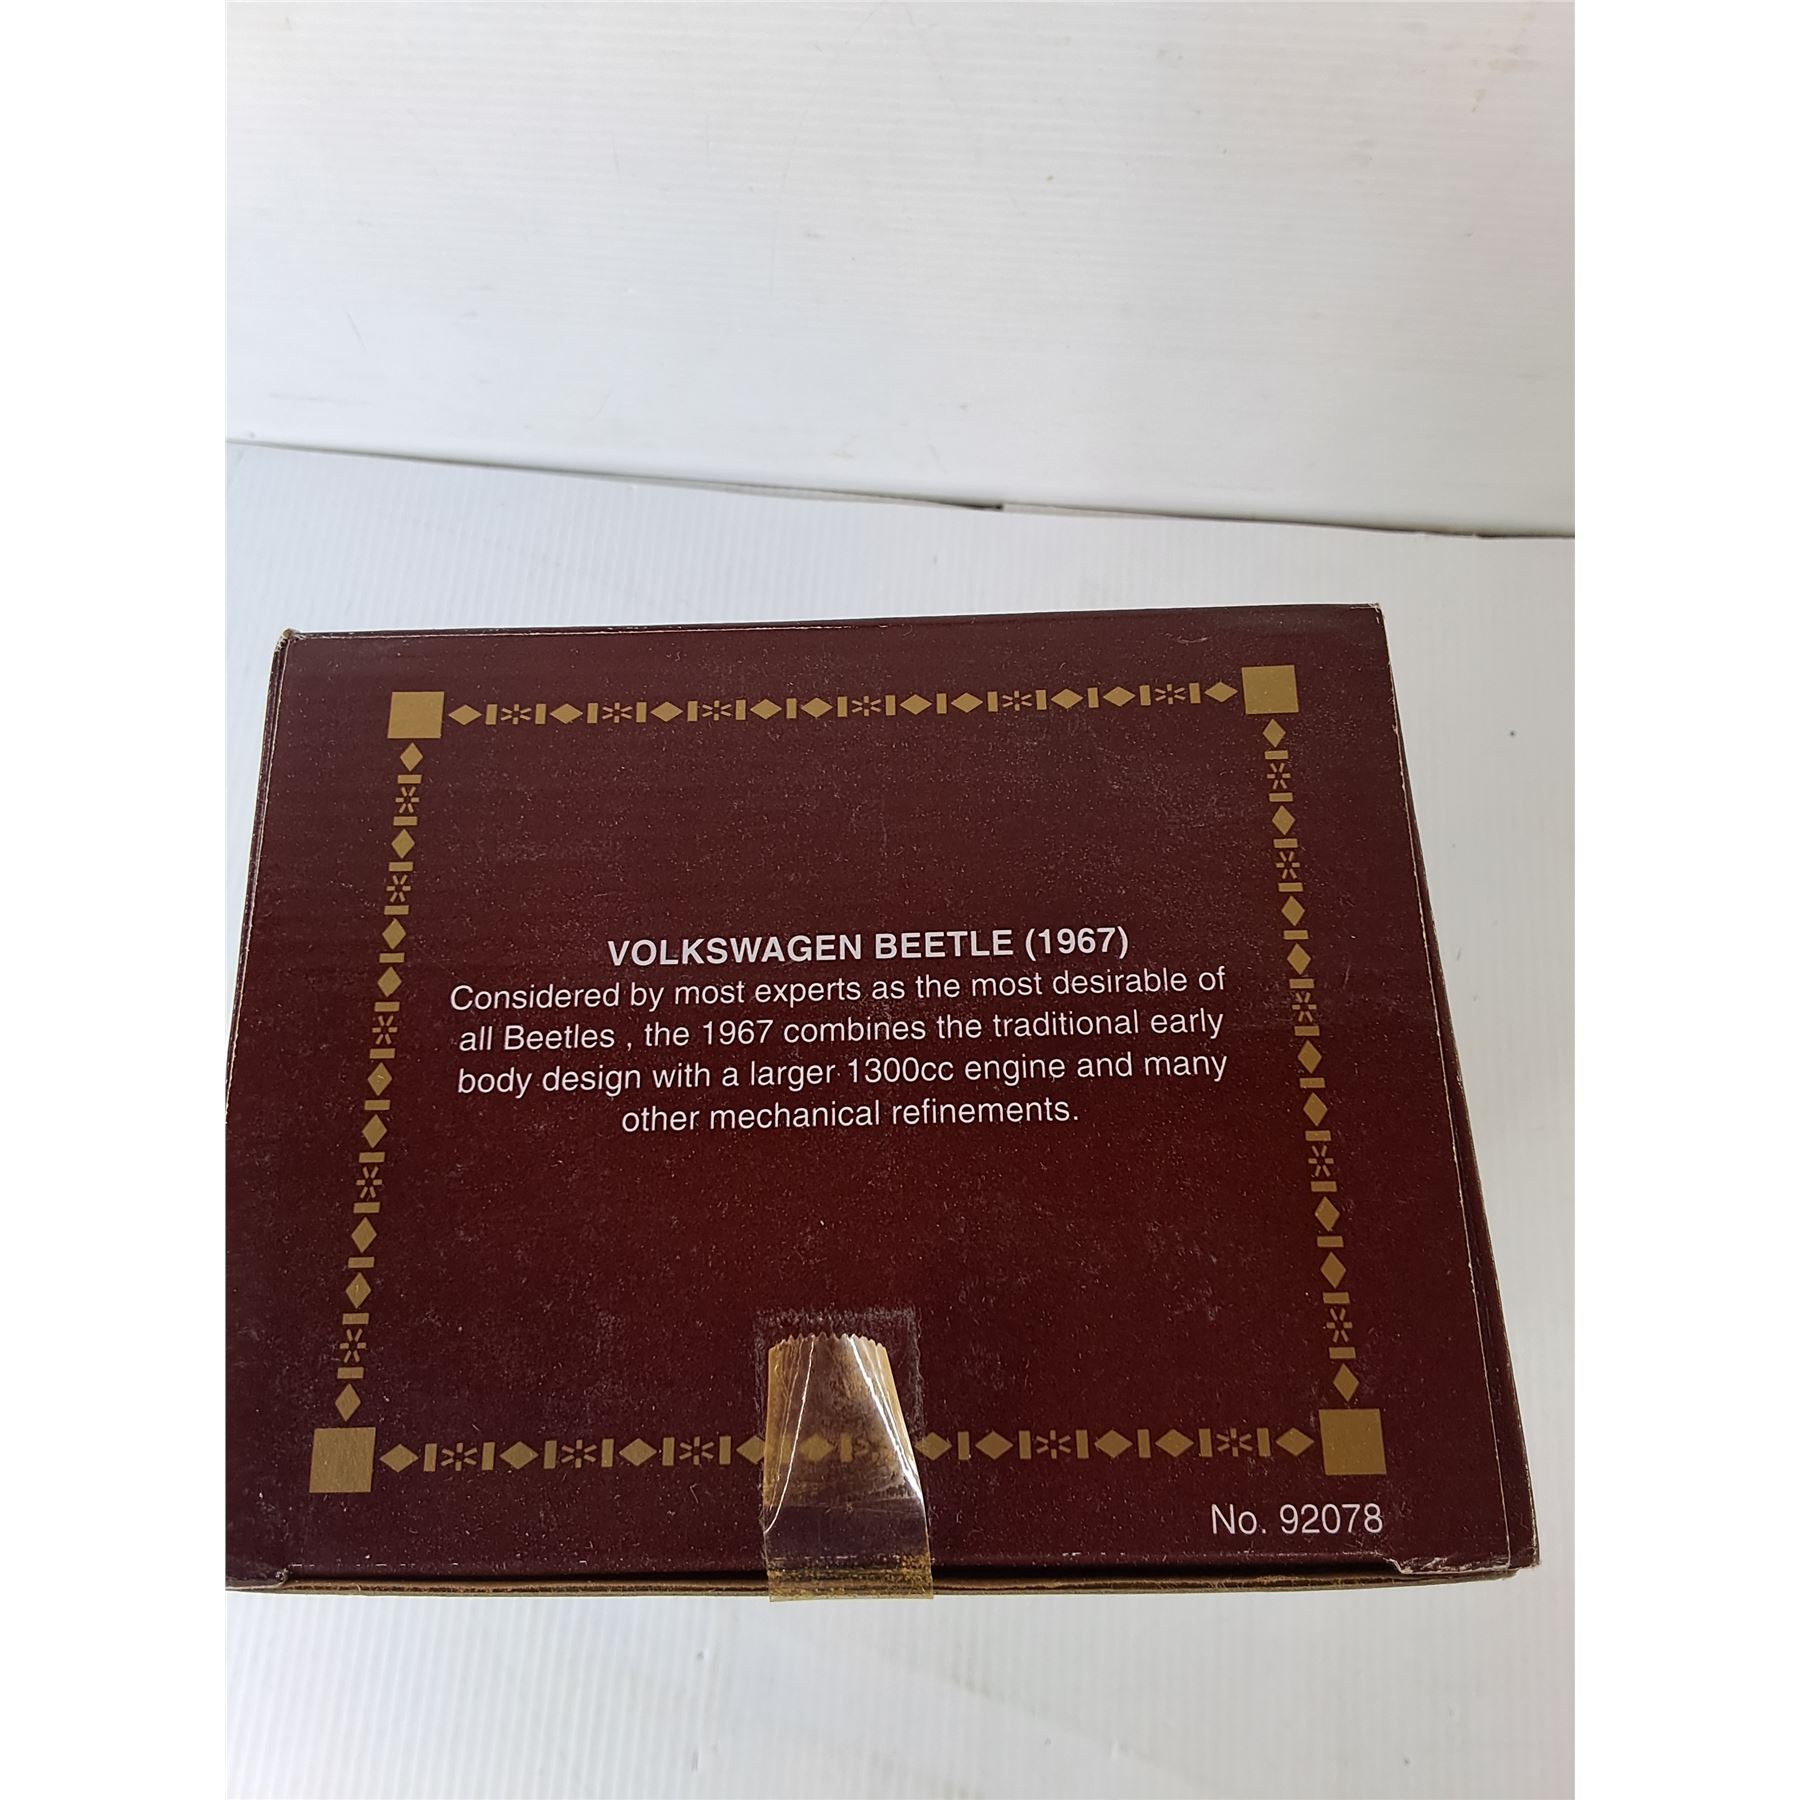 VOLKSWAGEN BEETLE (1967)
Considered by most experts as the most desirable of
all Beetles , the 1967 combines the traditional early
body design with a larger 1300cc engine and many
other mechanical refinements.
No. 92078